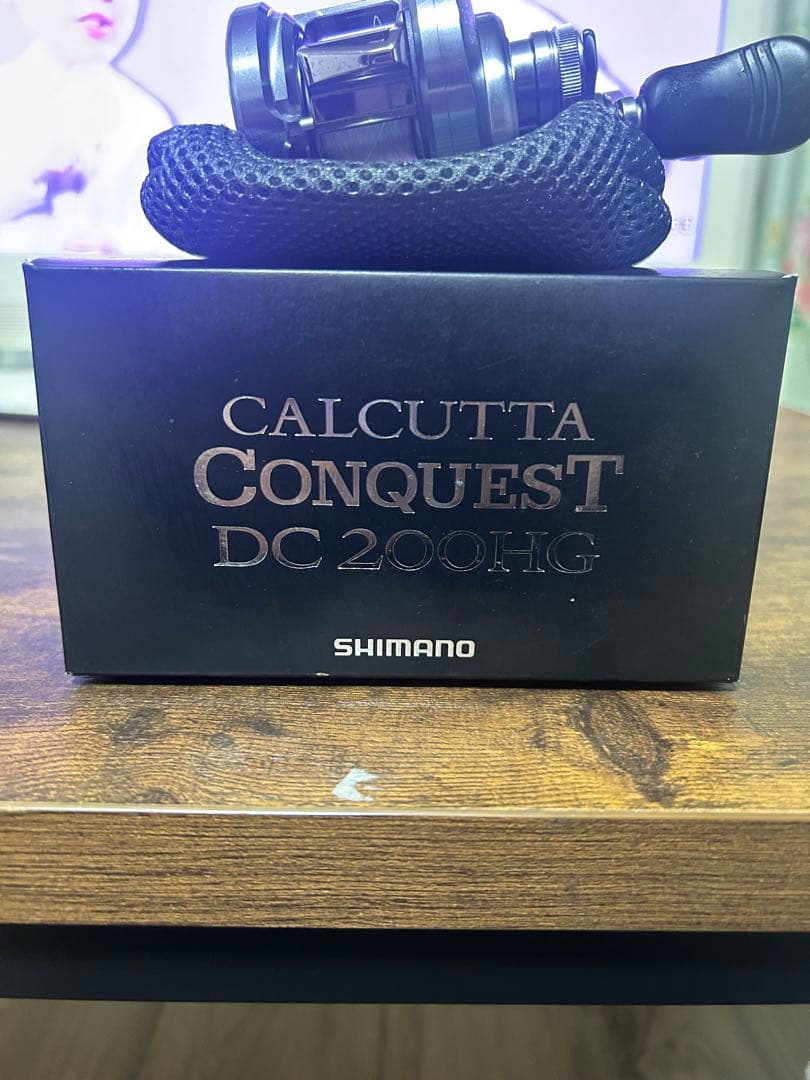 CALCUTTA
CONQUEST
DC 200HG
SHIMANO